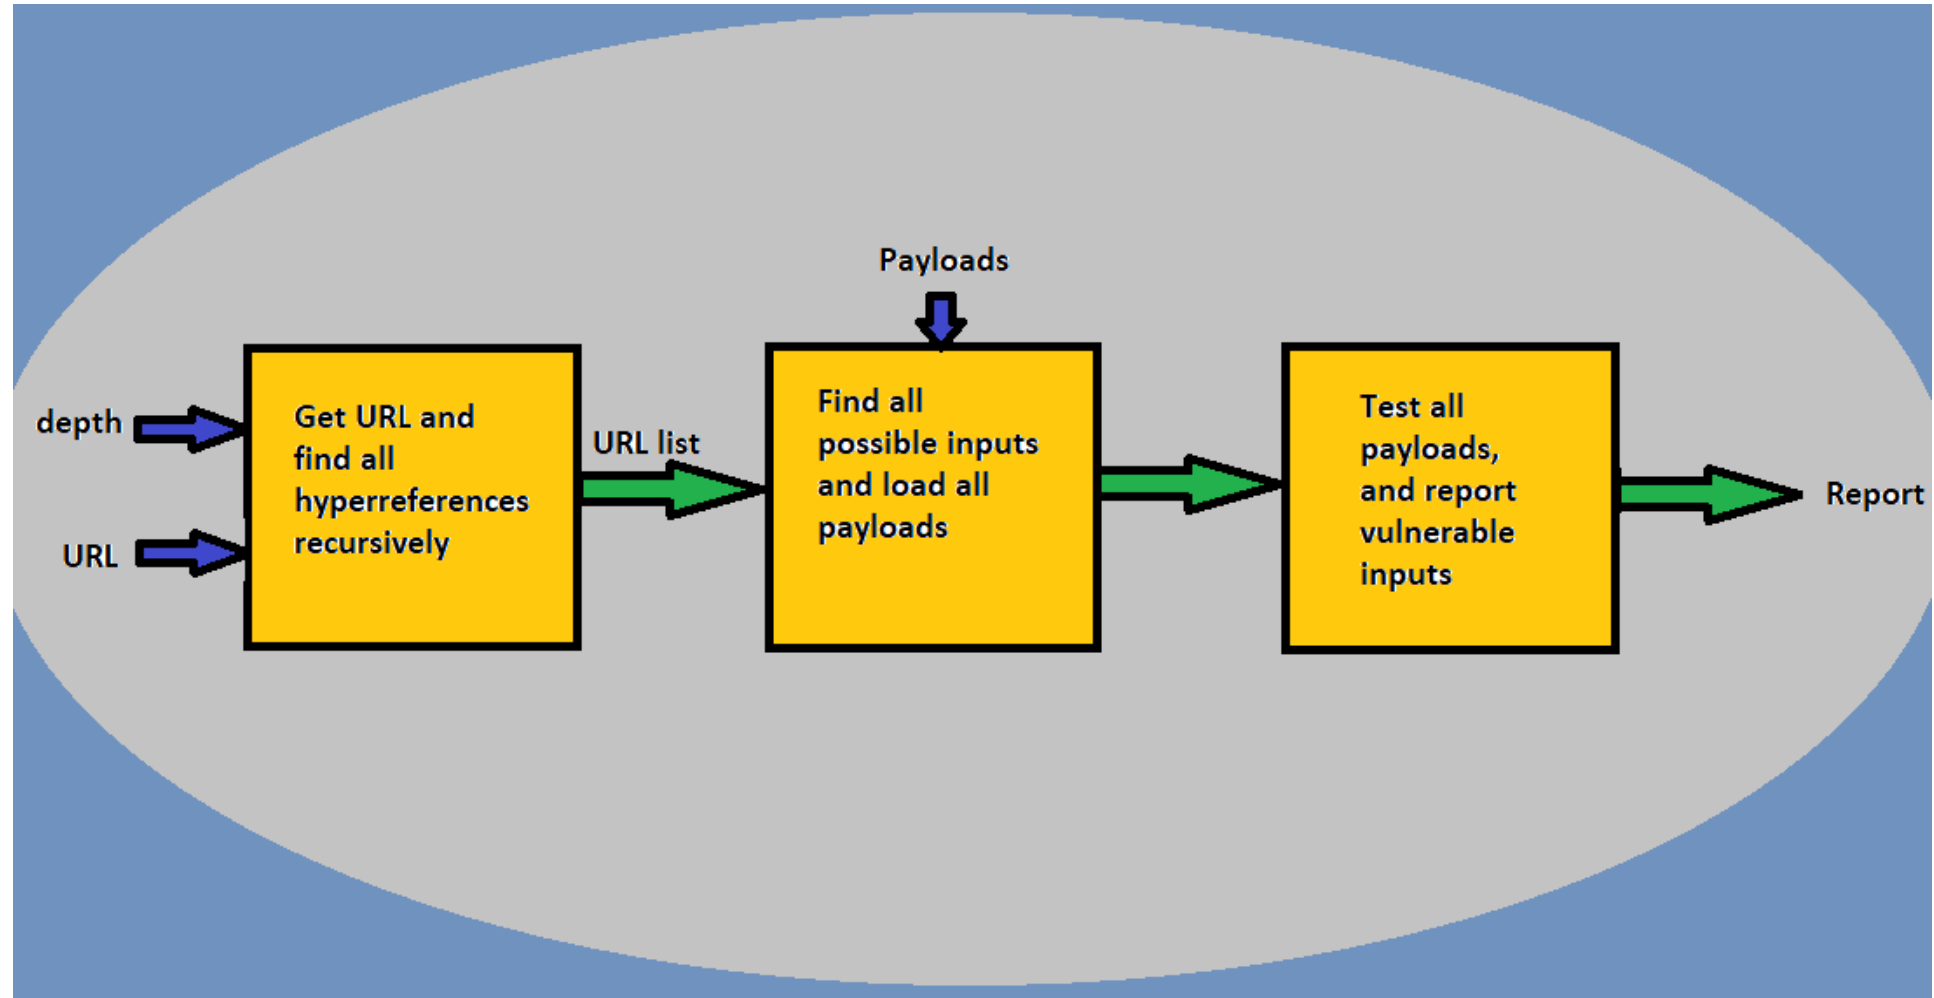 Payloads
depth
URL
Get URL and
find all
hyperreferences
recursively
URL list
Find all
possible inputs
and load all
payloads
Test all
payloads,
and report
vulnerable
inputs
Report